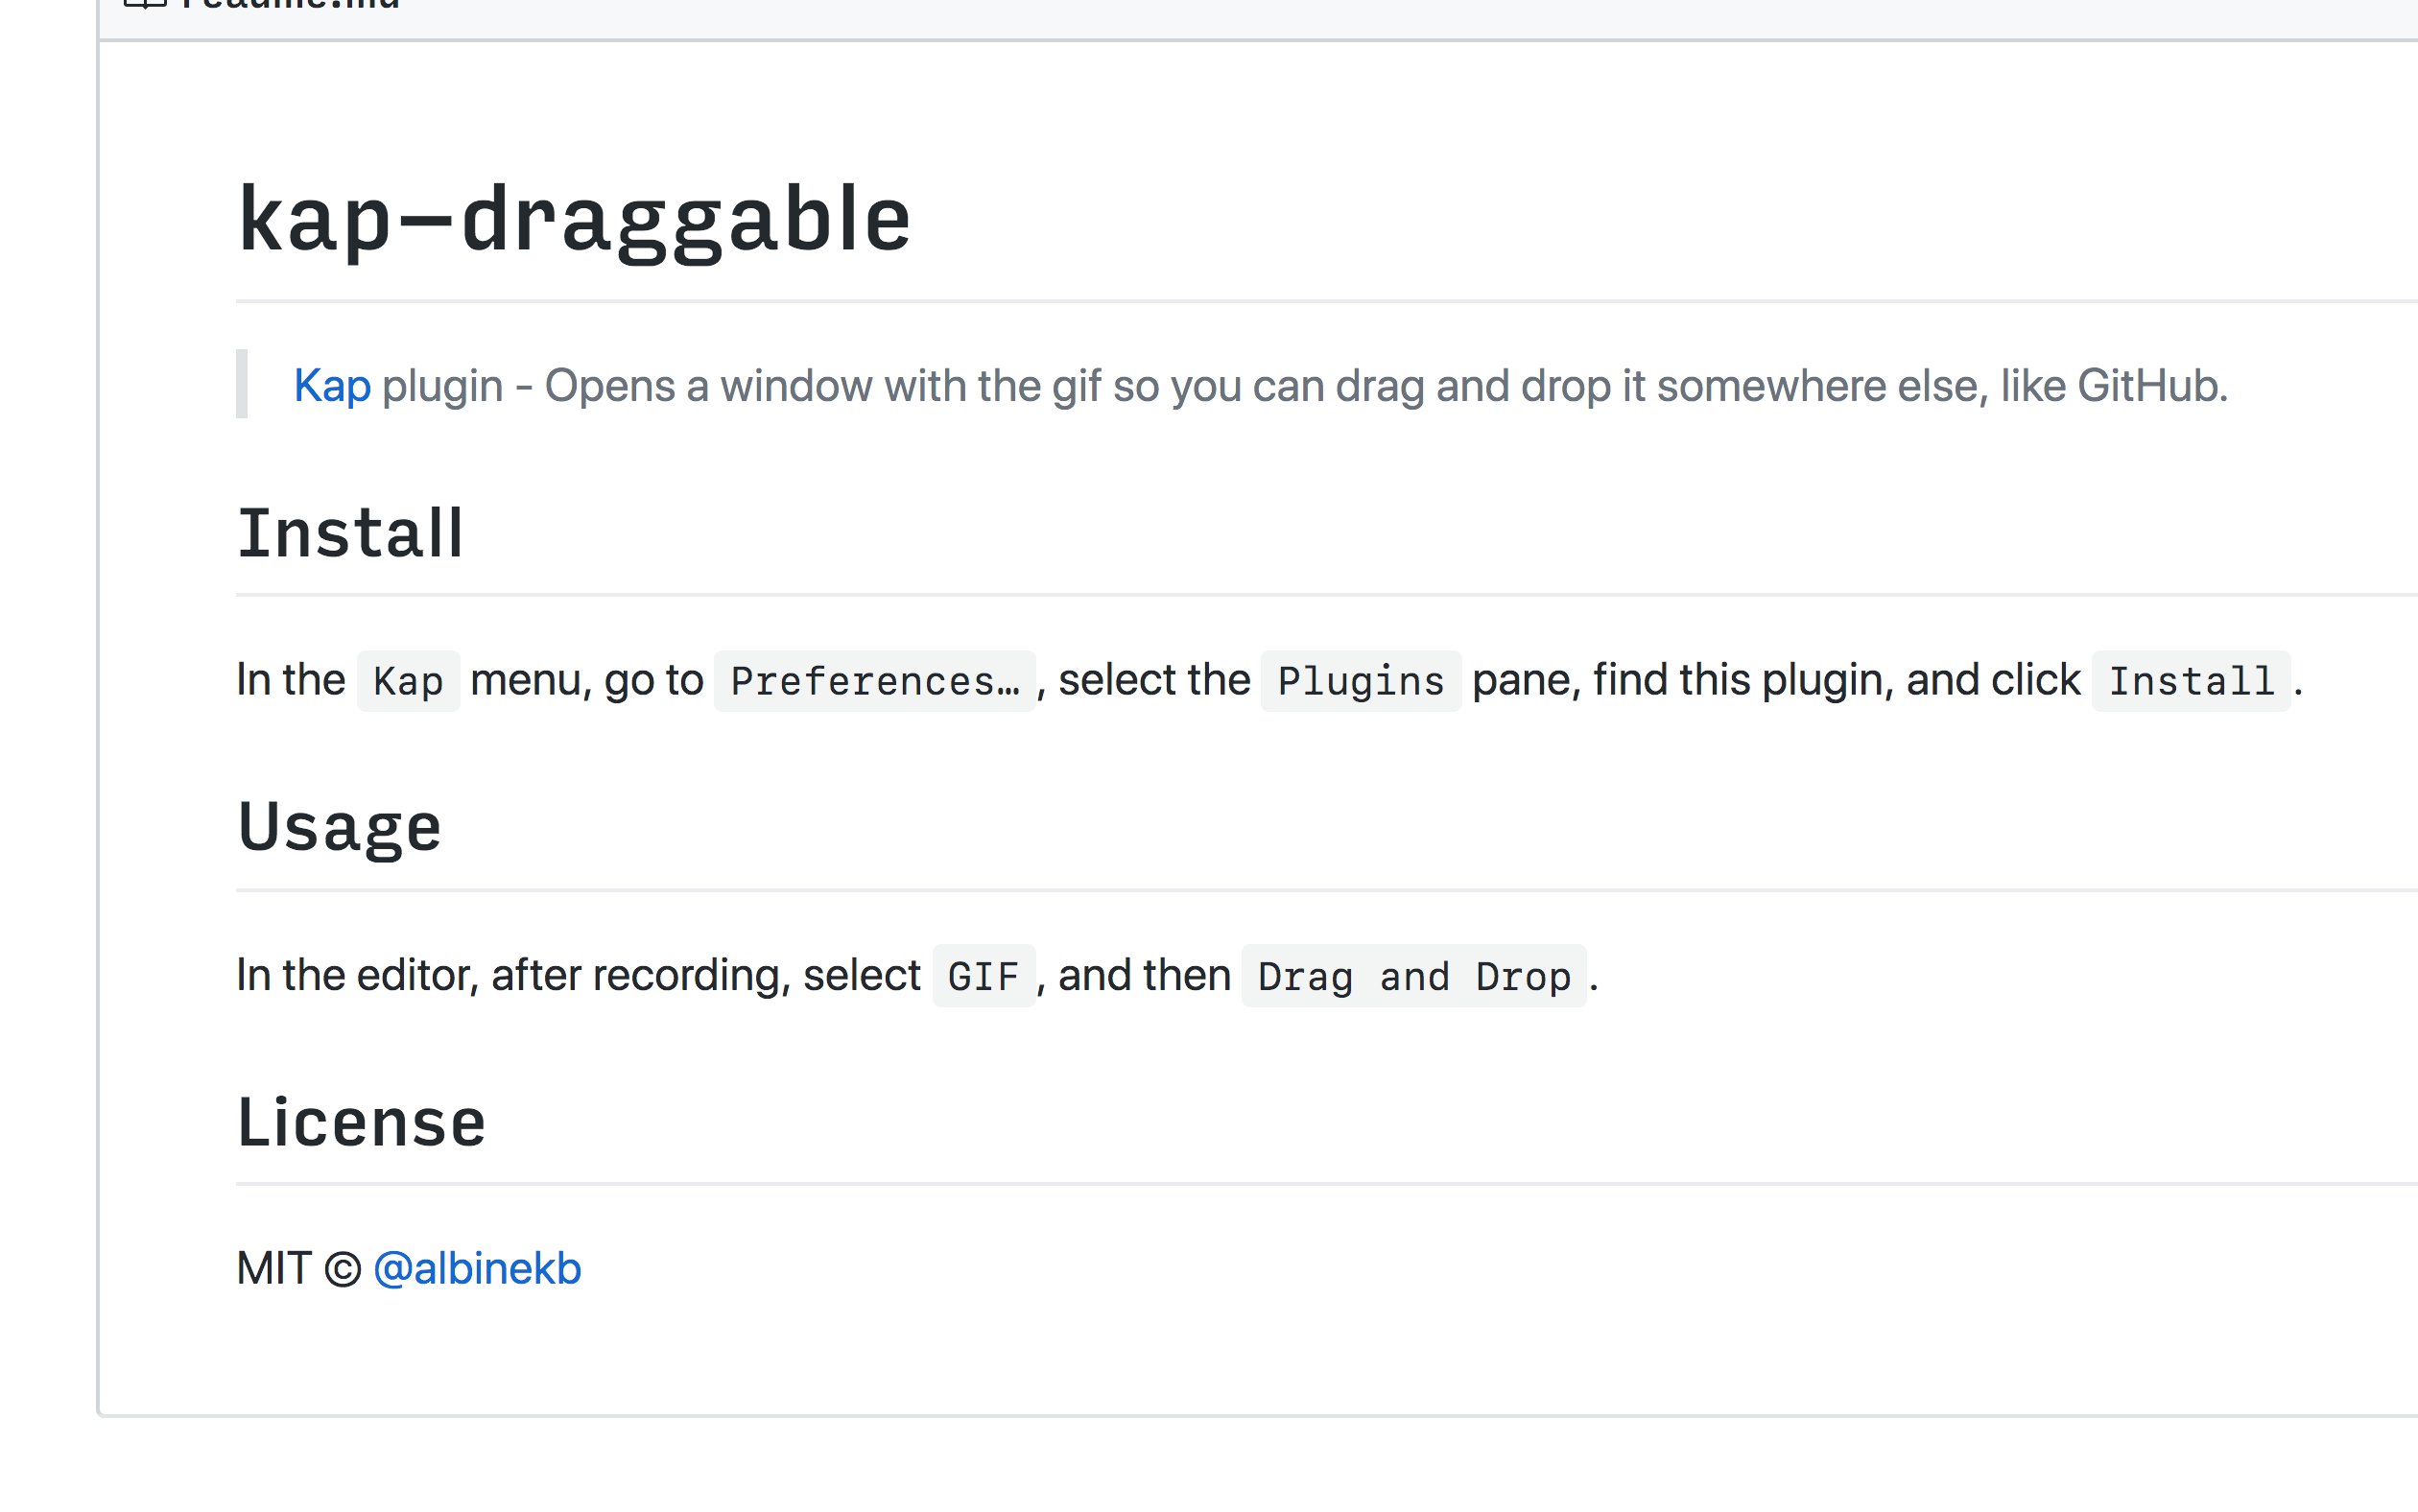 readme.md
kap-draggable
Kap plugin - Opens a window with the gif so you can drag and drop it somewhere else, like GitHub.
Install
In the Kap menu, go to Preferences…, select the Plugins pane, find this plugin, and click Install.
Usage
In the editor, after recording, select GIF, and then Drag and Drop.
License
MIT © @albinekb